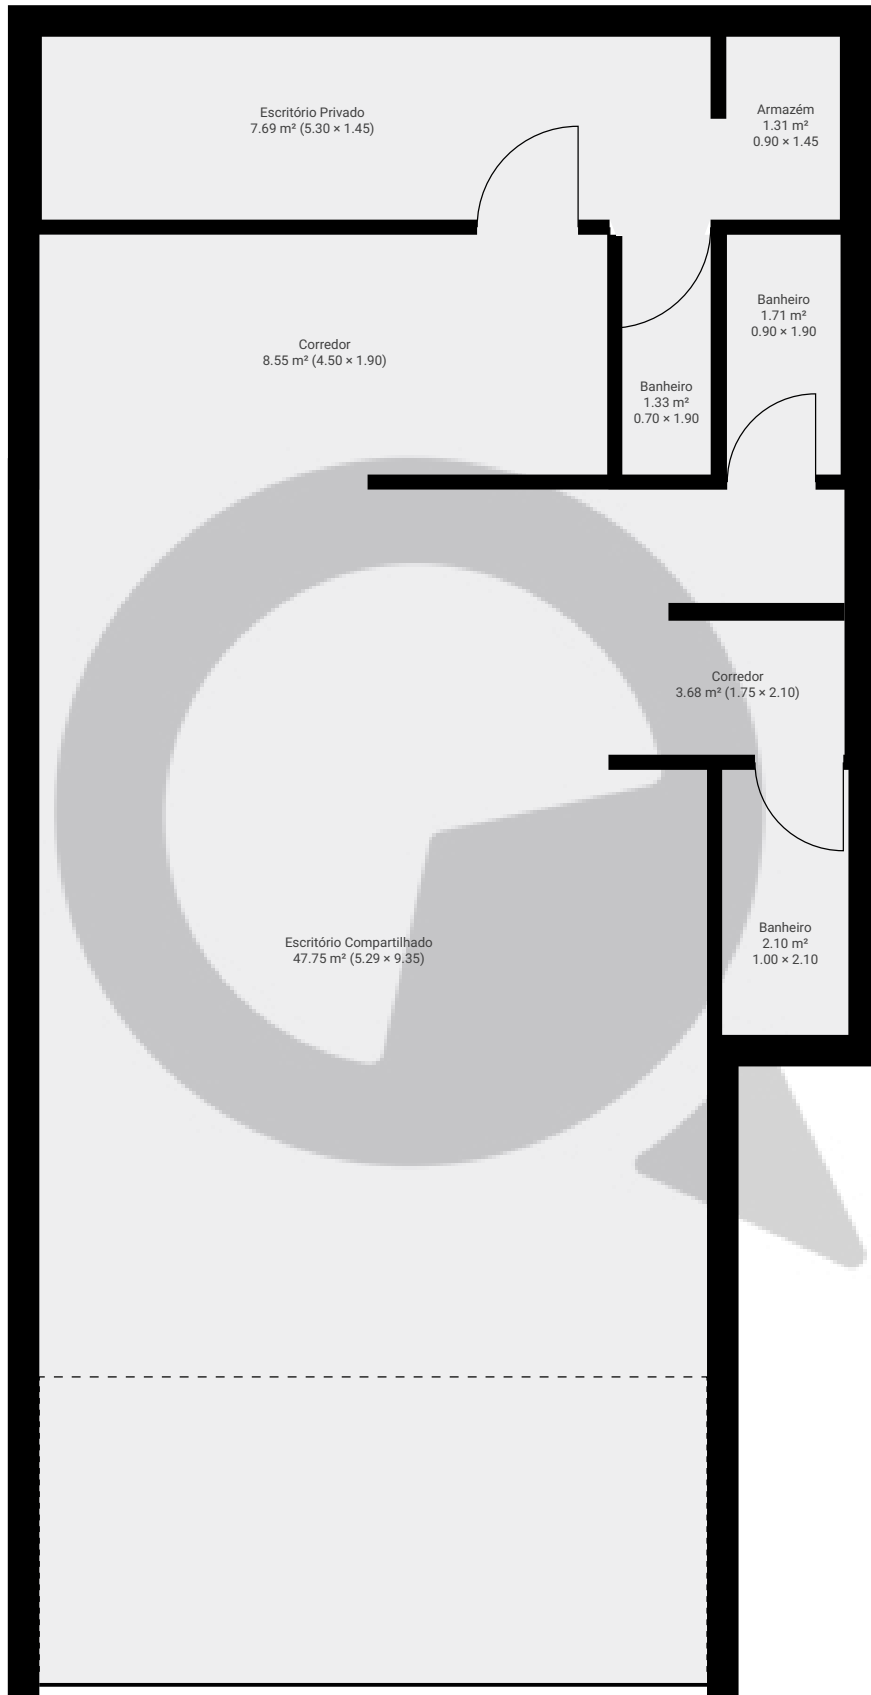 Escritório Privado
7.69 m² (5.30 × 1.45)
Armazém
1.31 m²
0.90 × 1.45
Banheiro
1.71 m²
0.90 × 1.90
Corredor
8.55 m² (4.50 × 1.90)
Banheiro
1.33 m²
0.70 × 1.90
Corredor
3.68 m² (1.75 × 2.10)
Escritório Compartilhado
47.75 m² (5.29 × 9.35)
Banheiro
2.10 m²
1.00 × 2.10